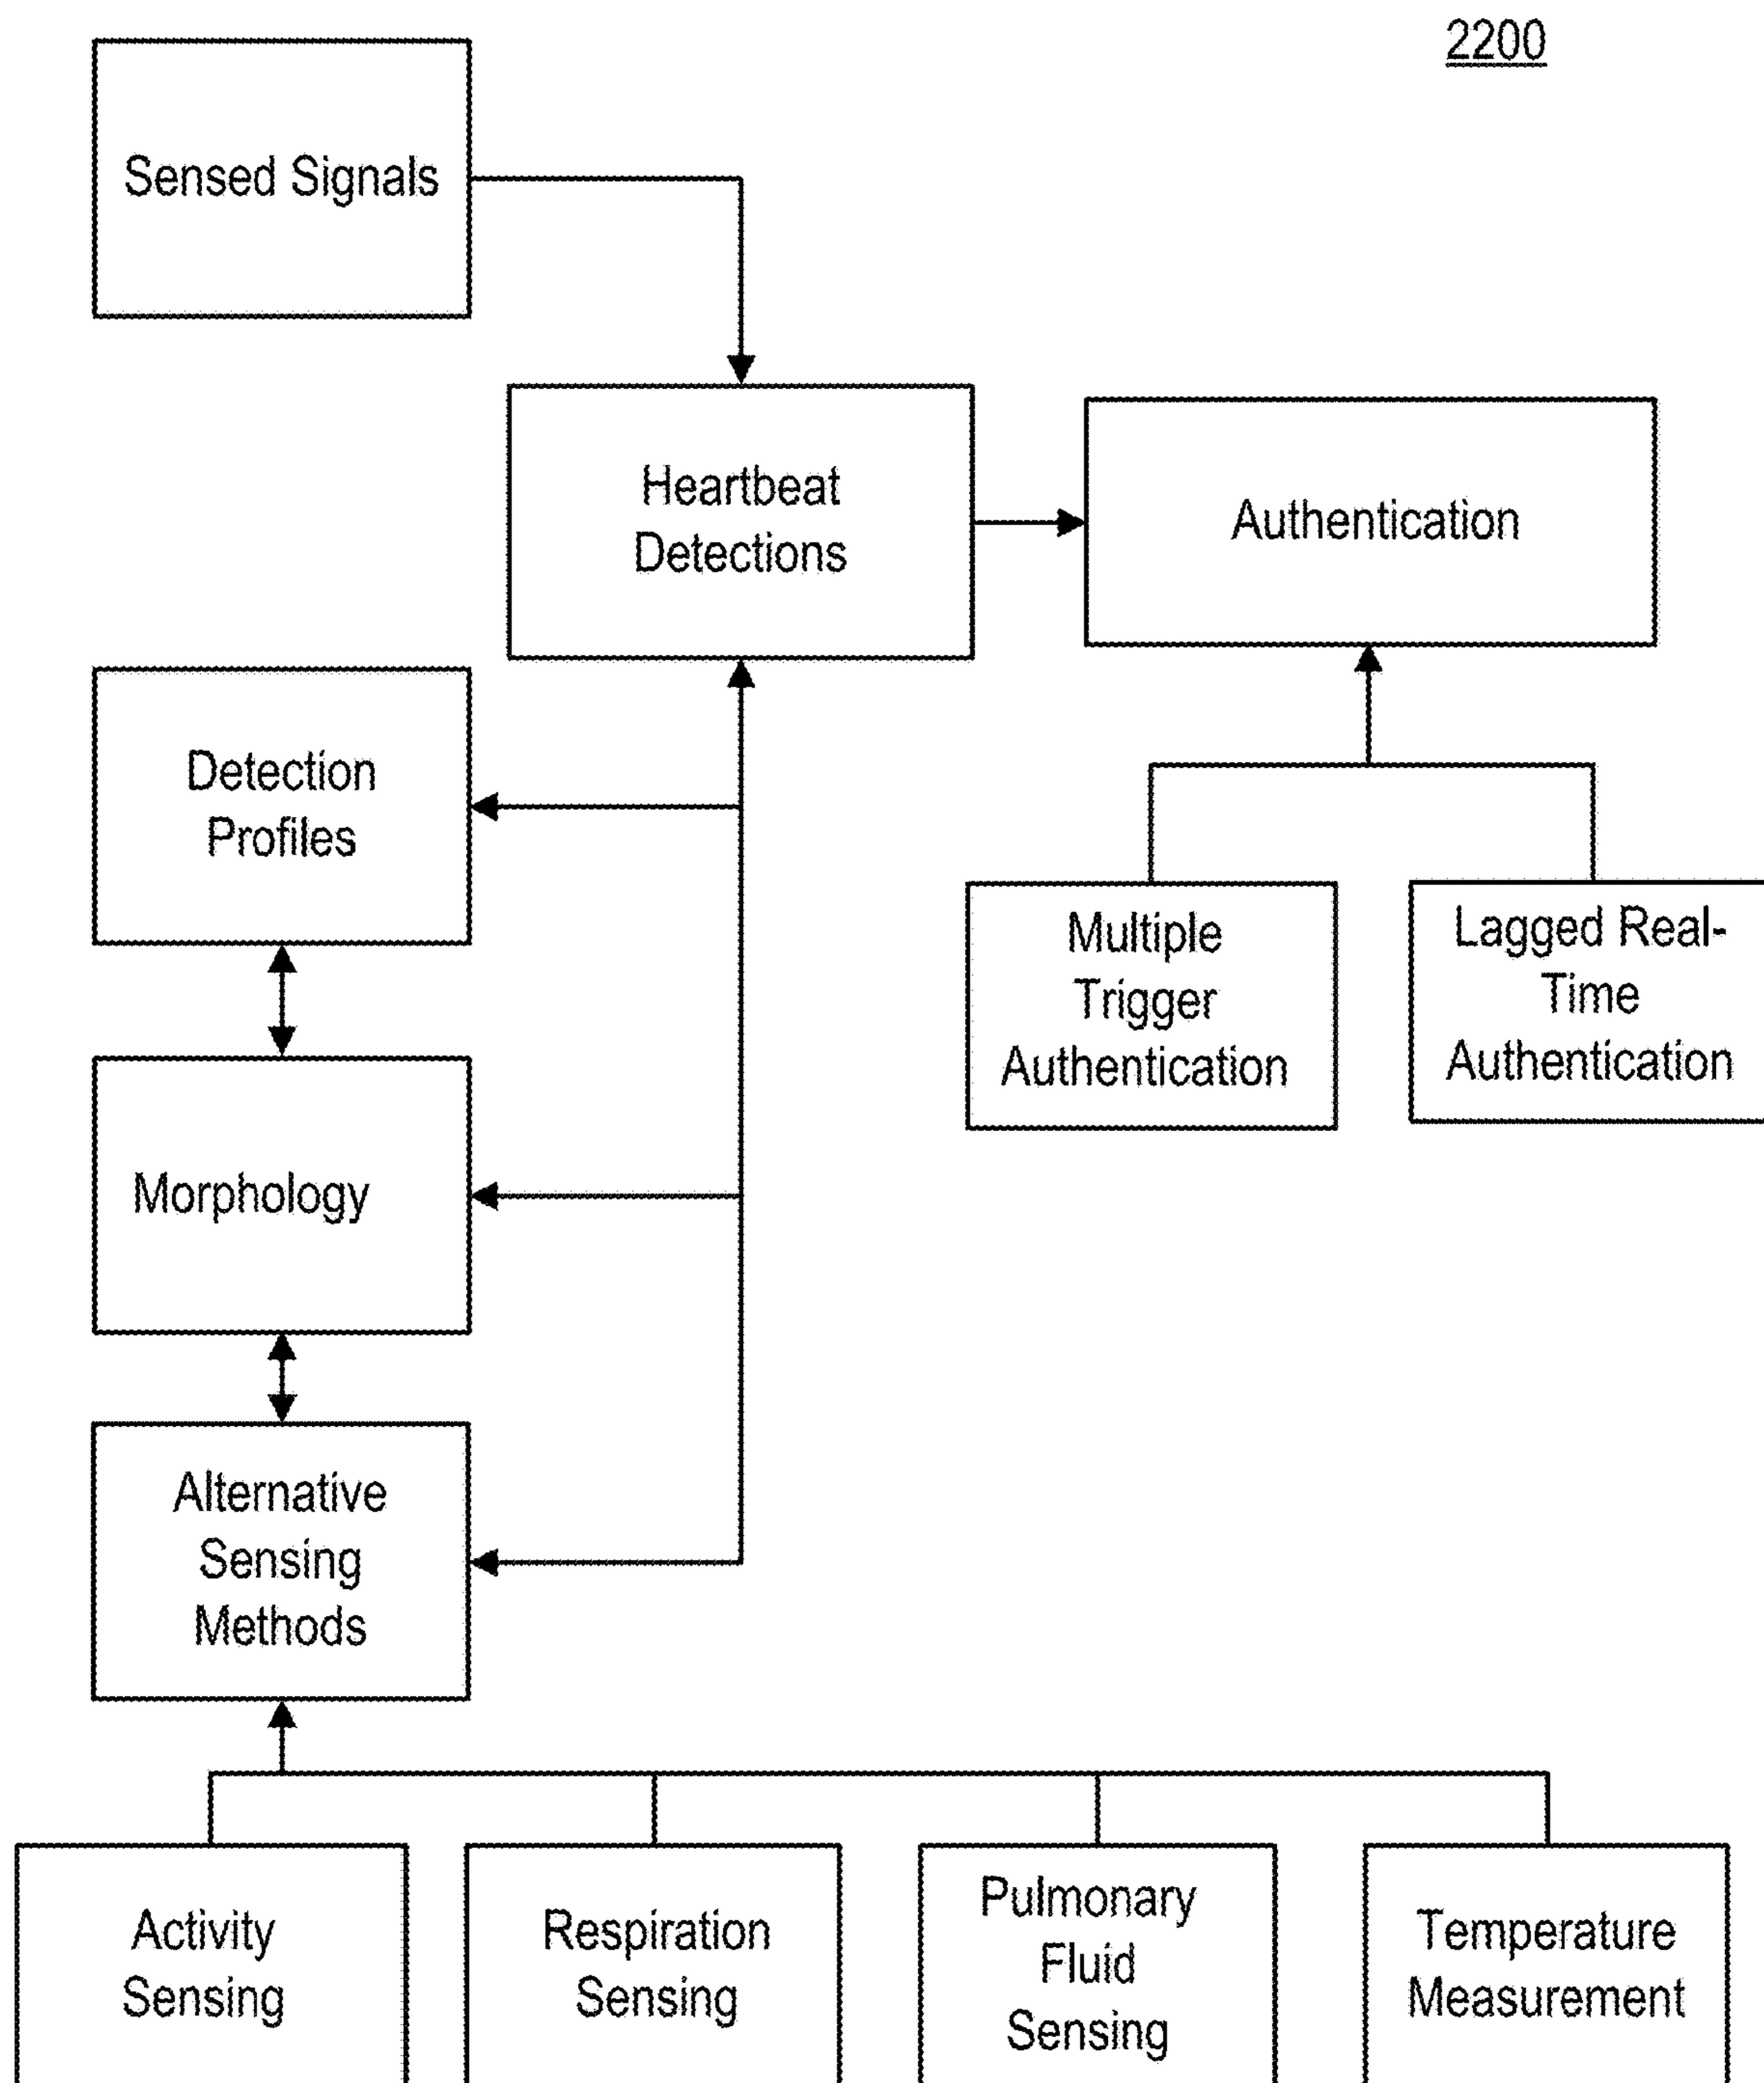 2200
Sensed Signals
Heartbeat
Detections
Authentication
Detection
Profiles
Multiple
Trigger
Authentication
Lagged Real-
Time
Authentication
Morphology
Alternative
Sensing
Methods
Activity
Sensing
Respiration
Sensing
Pulmonary
Fluid
Sensing
Temperature
Measurement